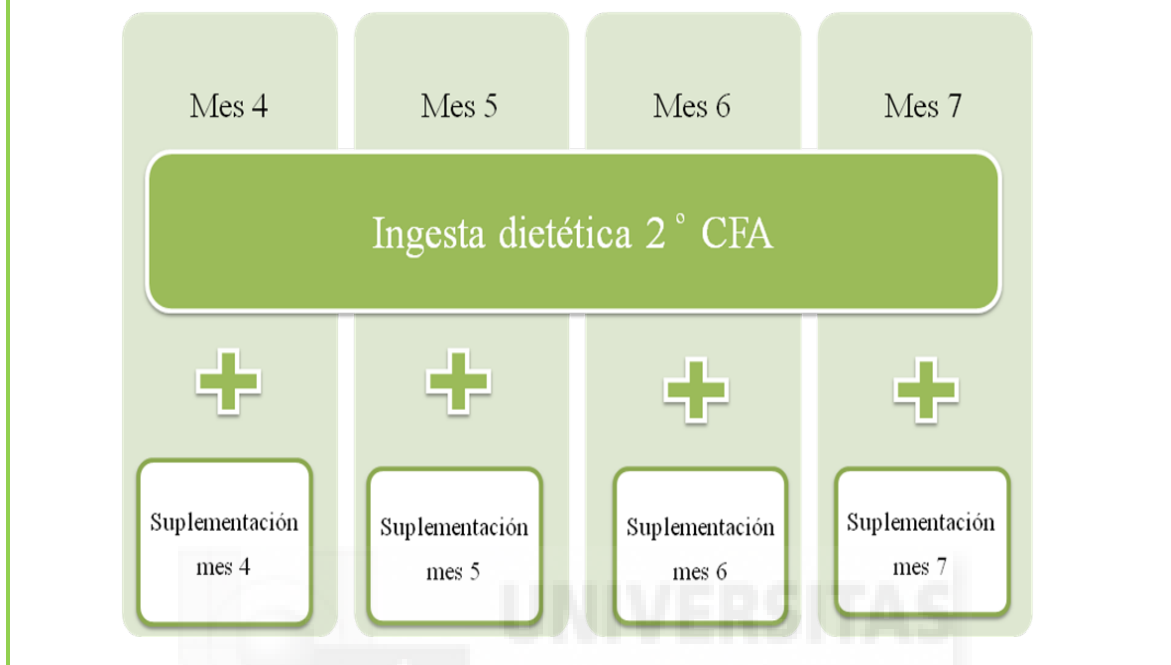 Mes 4
Mes 5
Mes 6
Mes 7
Ingesta dietética 2° CFA
Suplementación
mes 4
Suplementación
mes 5
Suplementación
mes 6
Suplementación
mes 7
UNIVERSITAS